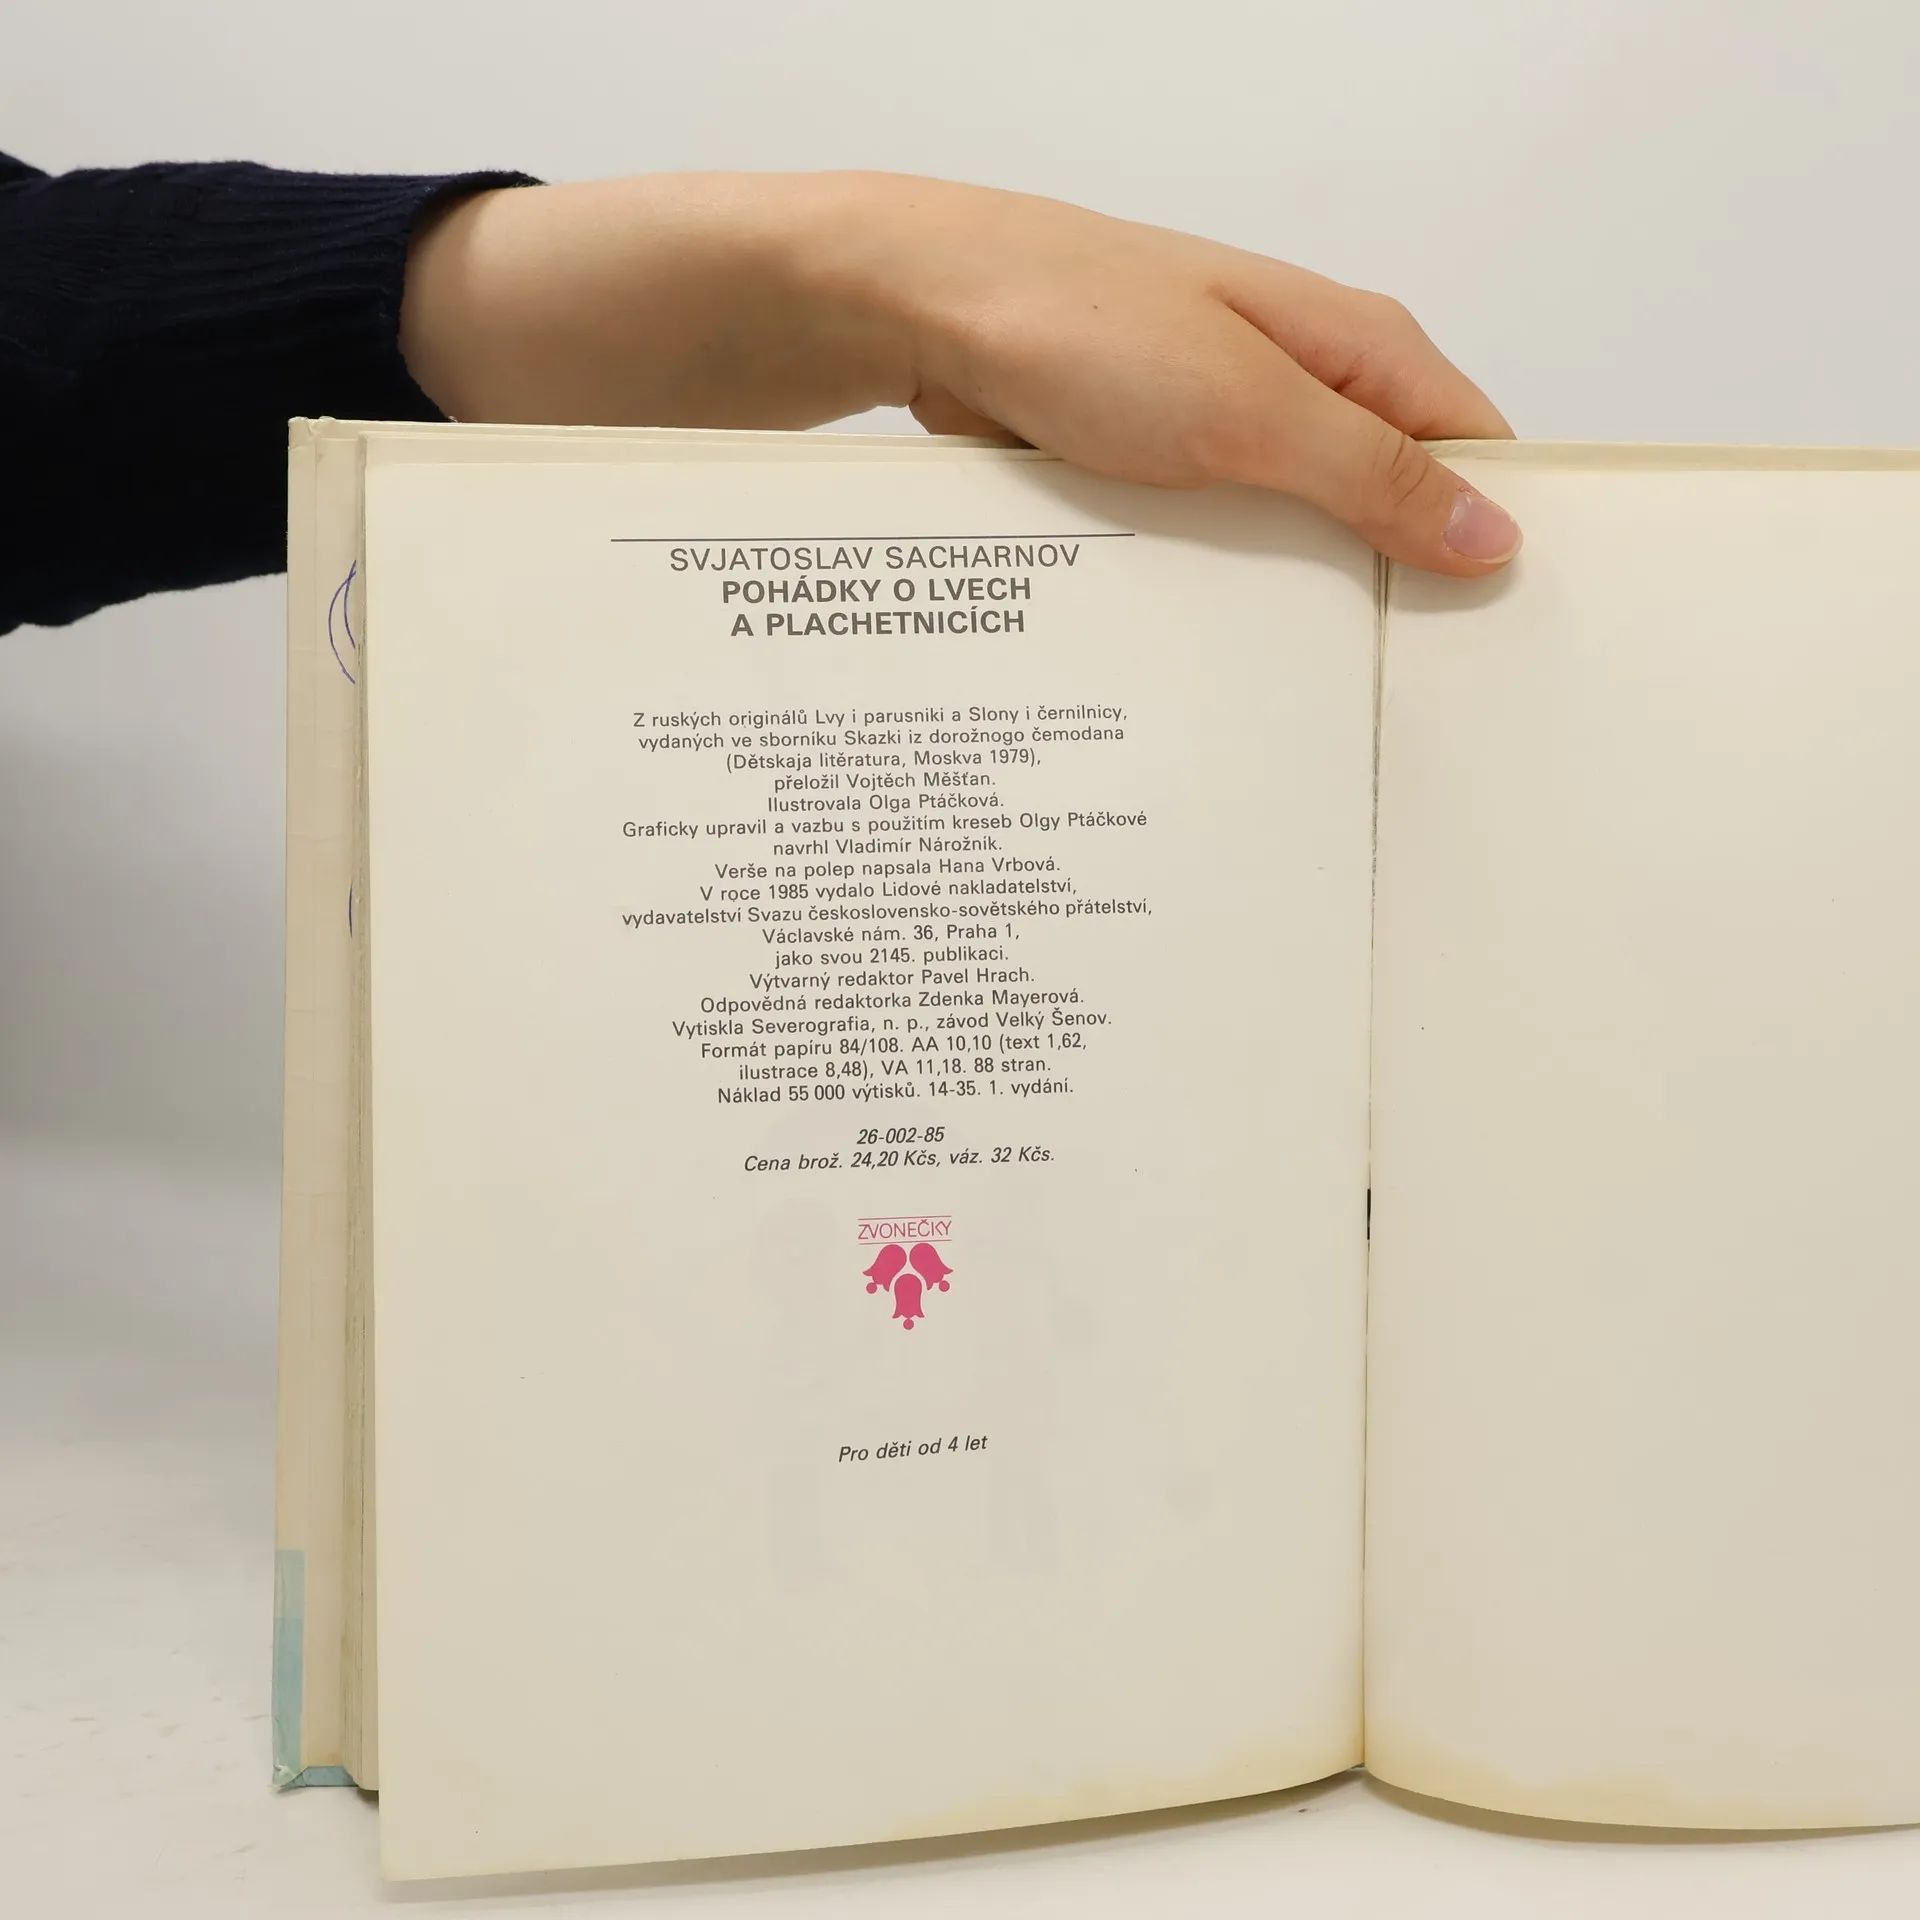 SVJATOSLAV SACHARNOV
POHÁDKY O LVECH
A PLACHETNICÍCH
Z ruských originálů Lvy i parusniki a Slony i černilnicy,
vydaných ve sborníku Skazki iz dorožnogo čemodana
(Dětskaja litěratura, Moskva 1979),
přeložil Vojtěch Měšťan.
Ilustrovala Olga Ptáčková.
Graficky upravil a vazbu s použitím kreseb Olgy Ptáčkové
navrhl Vladimír Nárožník.
Verše na polep napsala Hana Vrbová.
V roce 1985 vydalo Lidové nakladatelství,
vydavatelství Svazu československo-sovětského přátelství,
Václavské nám. 36, Praha 1,
jako svou 2145. publikaci.
Výtvarný redaktor Pavel Hrach.
Odpovědná redaktorka Zdenka Mayerová.
Vytiskla Severografia, n. p., závod Velký Šenov.
Formát papíru 84/108. AA 10,10 (text 1,62,
ilustrace 8,48), VA 11,18. 88 stran.
Náklad 55 000 výtisků. 14-35. 1. vydání.
26-002-85
Cena brož. 24,20 Kčs, váz. 32 Kčs.
ZVONEČKY
Pro děti od 4 let